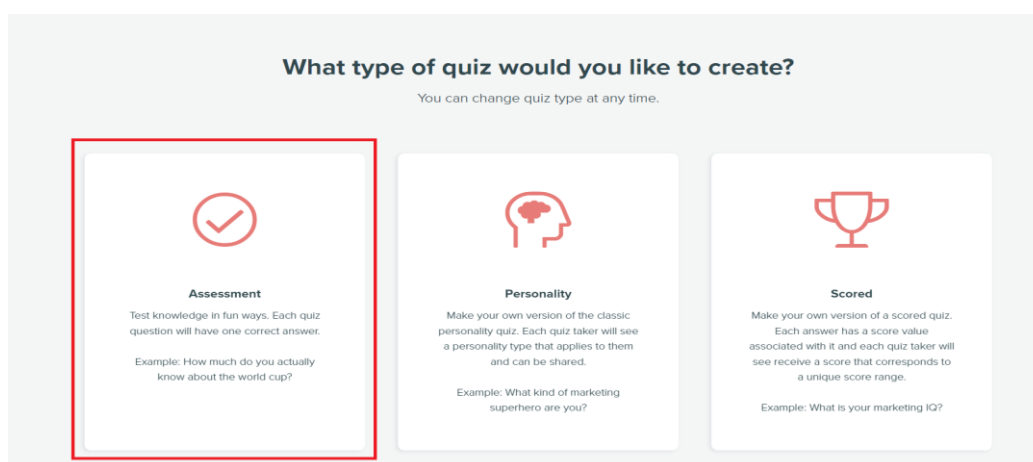 What type of quiz would you like to create?
You can change quiz type at any time.
Assessment
Test knowledge in fun ways. Each quiz
question will have one correct answer.
Example: How much do you actually
know about the world cup?
Personality
Make your own version of the classic
personality quiz. Each quiz taker will see
a personality type that applies to them
and can be shared.
Example: What kind of marketing
superhero are you?
Scored
Make your own version of a scored quiz.
Each answer has a score value
associated with it and each quiz taker will
see receive a score that corresponds to
a unique score range.
Example: What is your marketing IQ?